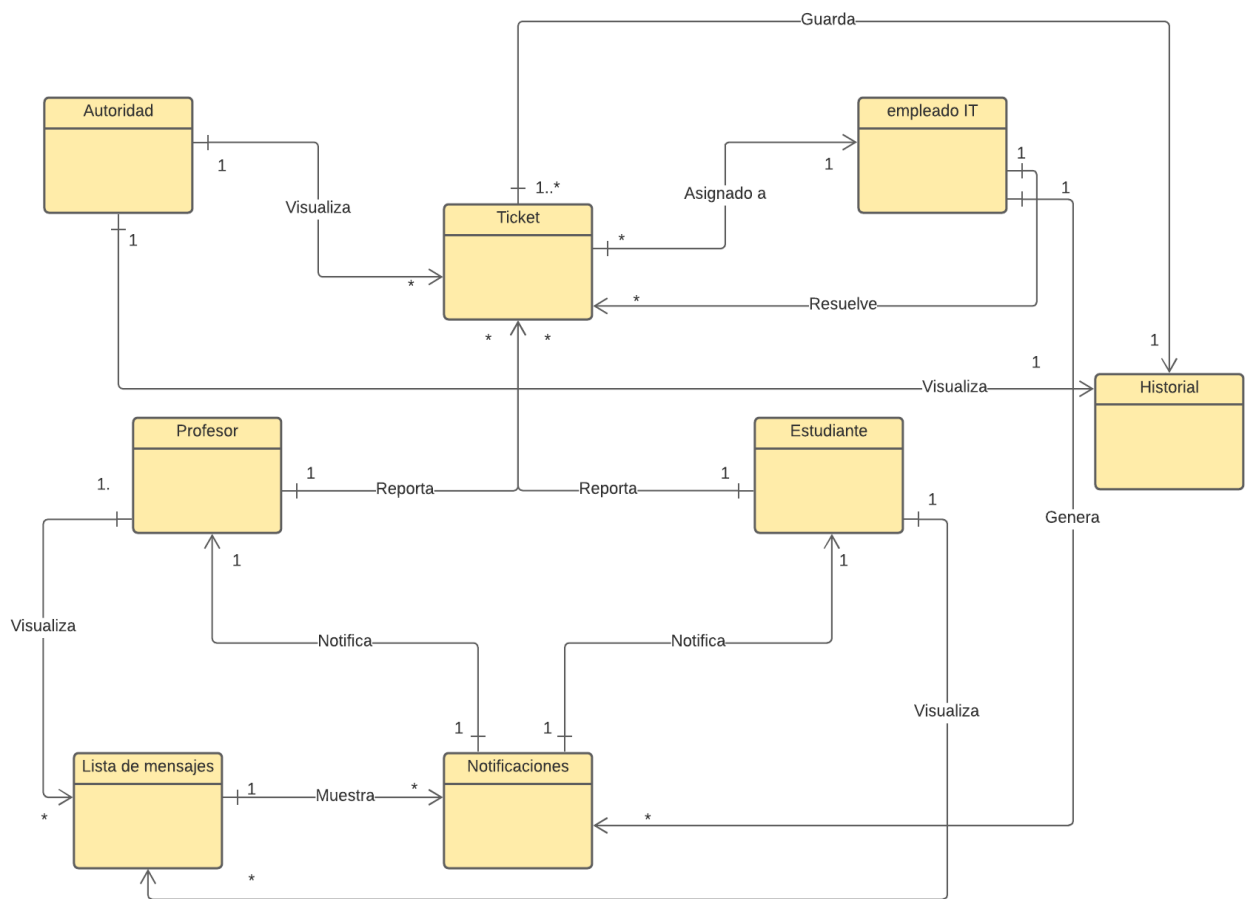 Guarda
Autoridad
empleado IT
1
1
1
1
1
Asignado a
1..*
Visualiza
Ticket
*
1
*
*
Resuelve
*
*
1
1
Visualiza
Historial
Profesor
Estudiante
1
1
1.
Reporta
Reporta
1
Genera
1
1
Visualiza
Notifica
Notifica
Visualiza
1
1
Lista de mensajes
Notificaciones
1
Muestra
*
*
*
*